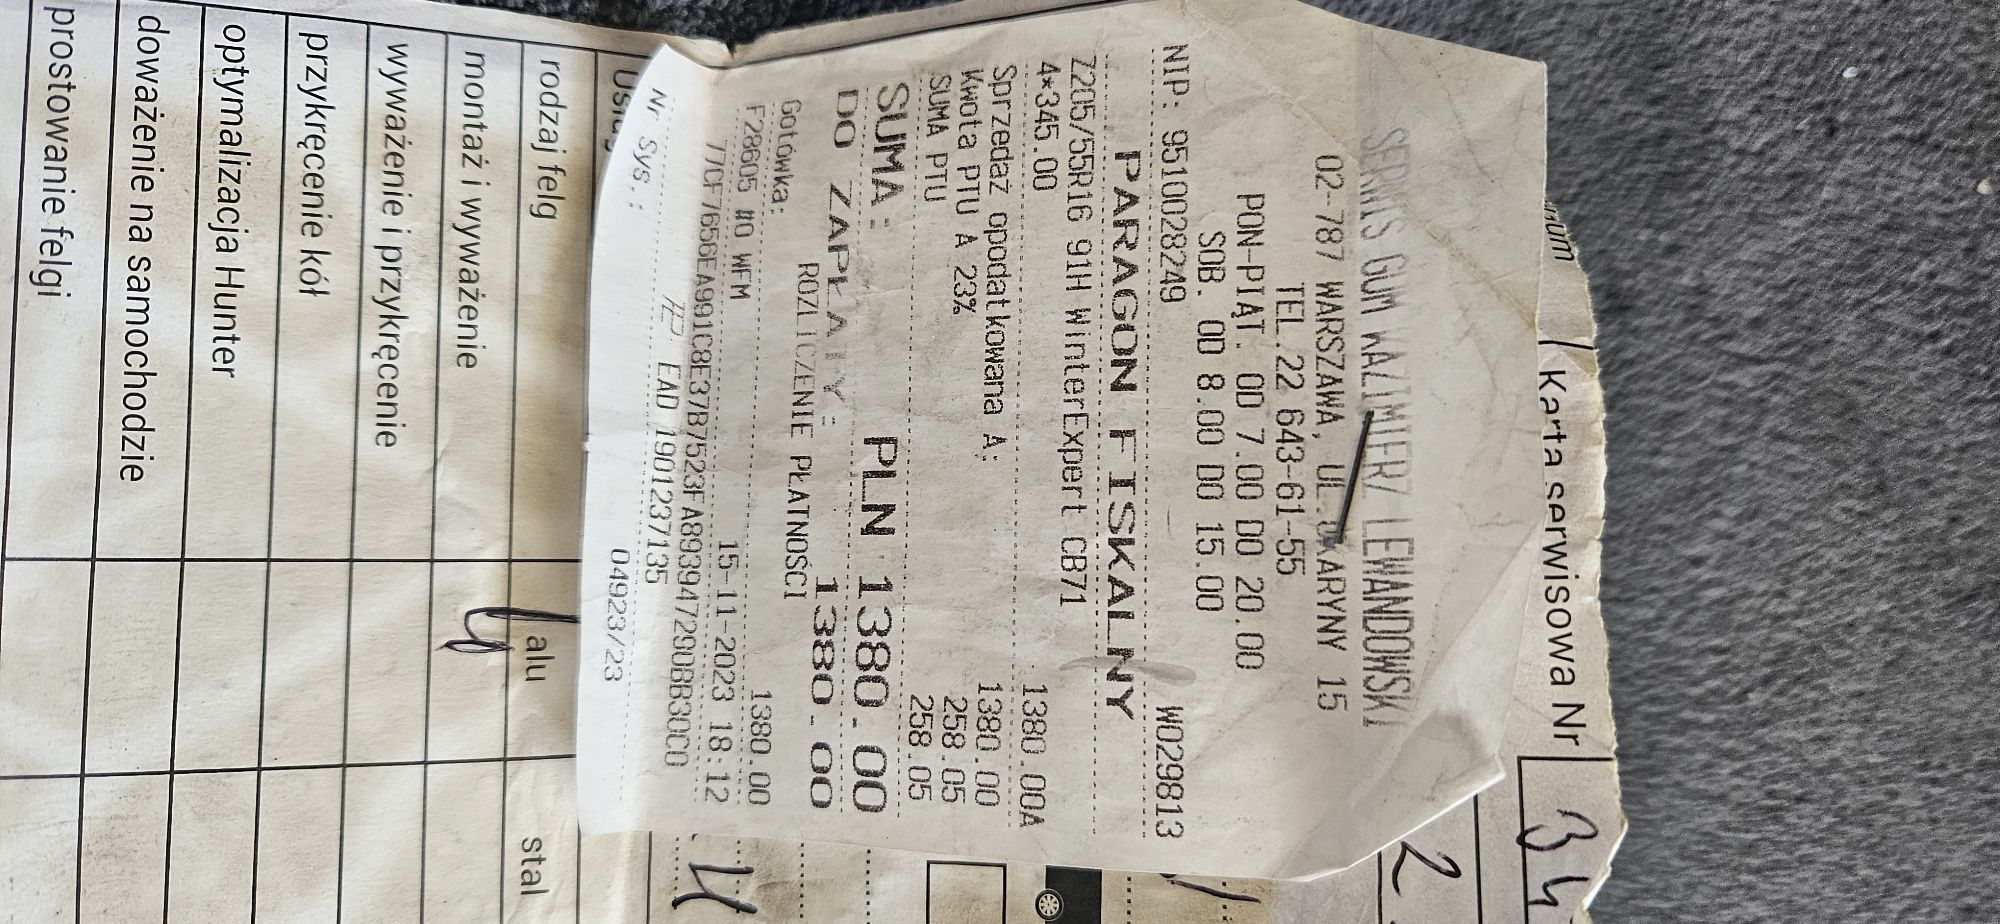 Karta serwisowa Nr
SERWIS GUM KAZIMIERZ LEWANDOWSKI
02-787 WARSZAWA, UL. KARYNY 15
TEL.22 643-61-55
PON-PIĄT. OD 7.00 DO 20.00
SOB. OD 8.00 DO 15.00
NIP: 9510028249 W029813
PARAGON FISKALNY
Z205/55R16 91H WinterExpert CB71
4*345.00 1380.00A
Sprzedaż opodatkowana A: 1380.00
Kwota PTU A 23% 258.05
SUMA PTU 258.05
SUMA: PLN 1380.00
DO ZAPŁATY: 1380.00
ROZLICZENIE PŁATNOŚCI
Gotówka: 1380.00
F28605 #0 WFM 15-11-2023 18:12
EAD 1901237135
Nr Sys.: 04923/23
rodzaj felg alu stal
montaż i wyważenie 4
wyważenie i przykręcenie
przykręcenie kół
optymalizacja Hunter
doważenie na samochodzie
prostowanie felgi